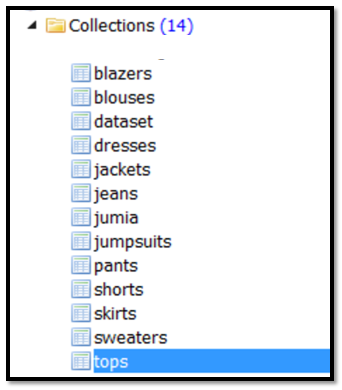 Collections (14)
blazers
blouses
dataset
dresses
jackets
jeans
jumia
jumpsuits
pants
shorts
skirts
sweaters
tops